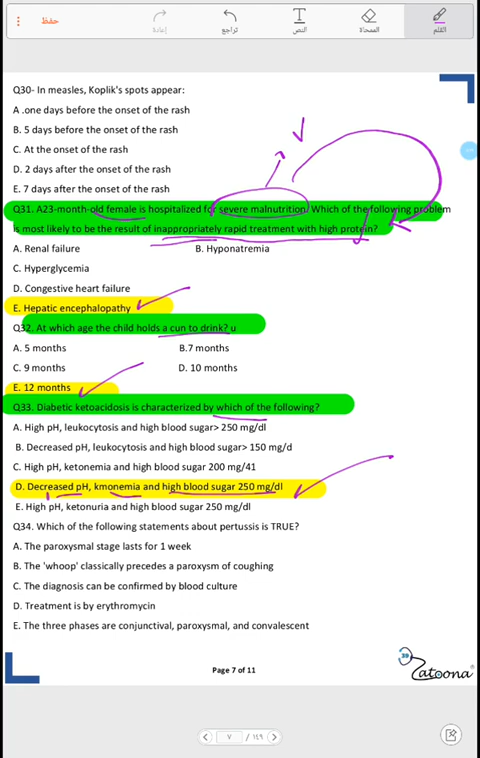 حفظ
إعادة
تراجع
النص
الممحاة
القلم
Q30- In measles, Koplik's spots appear:
A .one days before the onset of the rash
B. 5 days before the onset of the rash
C. At the onset of the rash
D. 2 days after the onset of the rash
E. 7 days after the onset of the rash
Q31. A23-month-old female is hospitalized for severe malnutrition. Which of the following problem
is most likely to be the result of inappropriately rapid treatment with high protein?
A. Renal failure B. Hyponatremia
C. Hyperglycemia
D. Congestive heart failure
E. Hepatic encephalopathy
Q32. At which age the child holds a cun to drink? u
A. 5 months B.7 months
C. 9 months D. 10 months
E. 12 months
Q33. Diabetic ketoacidosis is characterized by which of the following?
A. High pH, leukocytosis and high blood sugar> 250 mg/dl
B. Decreased pH, leukocytosis and high blood sugar> 150 mg/d
C. High pH, ketonemia and high blood sugar 200 mg/41
D. Decreased pH, kmonemia and high blood sugar 250 mg/dl
E. High pH, ketonuria and high blood sugar 250 mg/dl
Q34. Which of the following statements about pertussis is TRUE?
A. The paroxysmal stage lasts for 1 week
B. The 'whoop' classically precedes a paroxysm of coughing
C. The diagnosis can be confirmed by blood culture
D. Treatment is by erythromycin
E. The three phases are conjunctival, paroxysmal, and convalescent
Page 7 of 11
Zatoona
٧ / ١٤٩